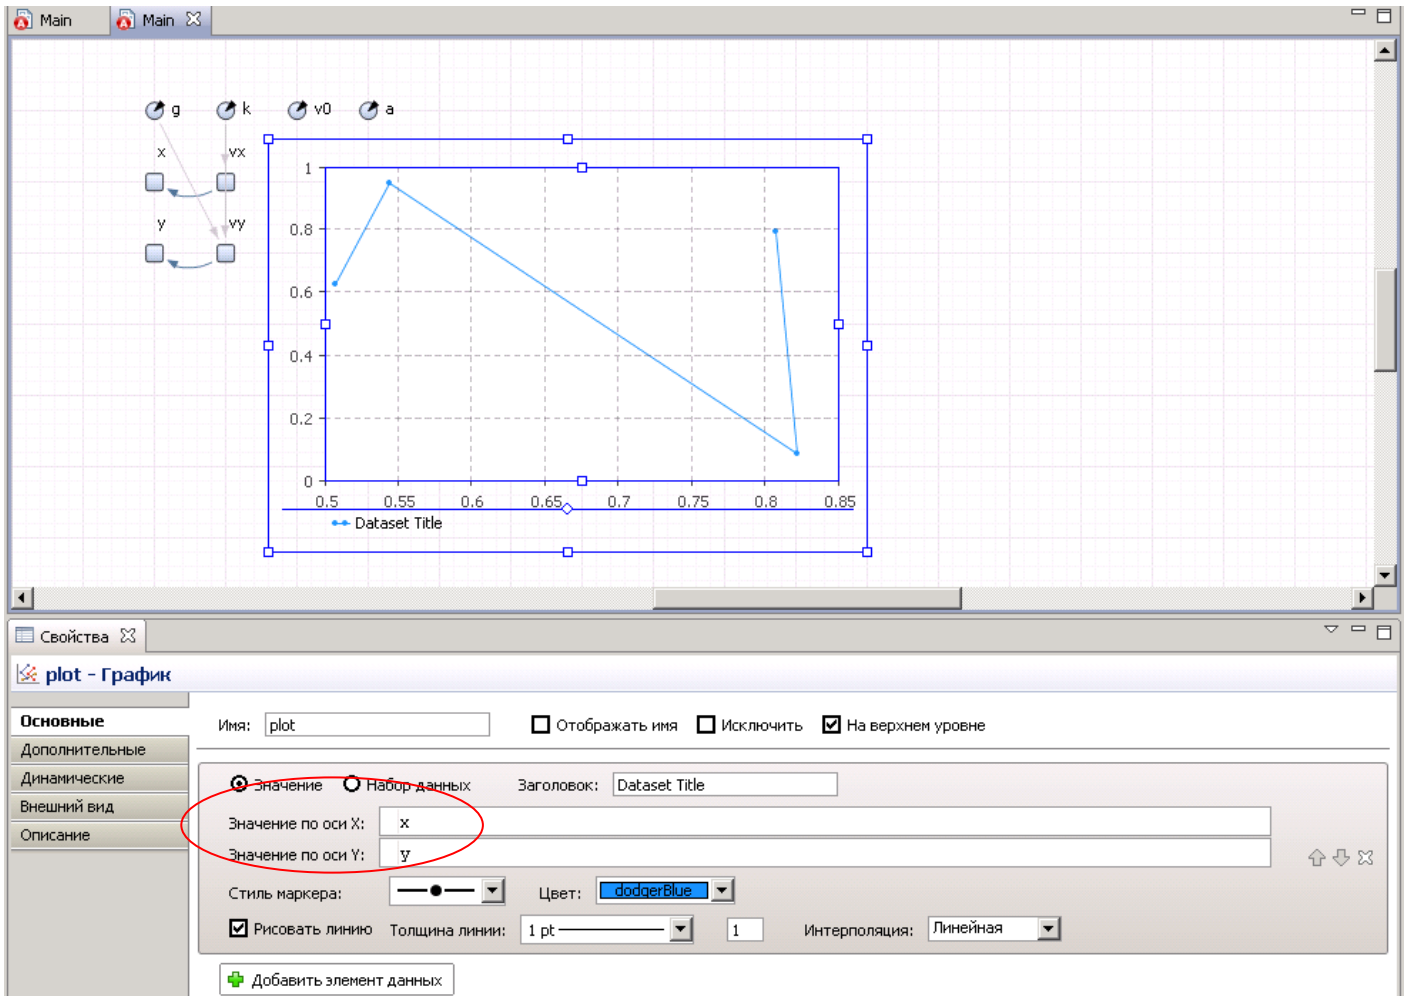 Main Main
g k v0 a
x vx
y vy
1
0.8
0.6
0.4
0.2
0
0.5 0.55 0.6 0.65 0.7 0.75 0.8 0.85
Dataset Title
Свойства
plot - График
Основные
Дополнительные
Динамические
Внешний вид
Описание
Имя: plot Отображать имя Исключить На верхнем уровне
Значение Набор данных Заголовок: Dataset Title
Значение по оси X: x
Значение по оси Y: y
Стиль маркера: Цвет: dodgerBlue
Рисовать линию Толщина линии: 1 pt 1 Интерполяция: Линейная
Добавить элемент данных